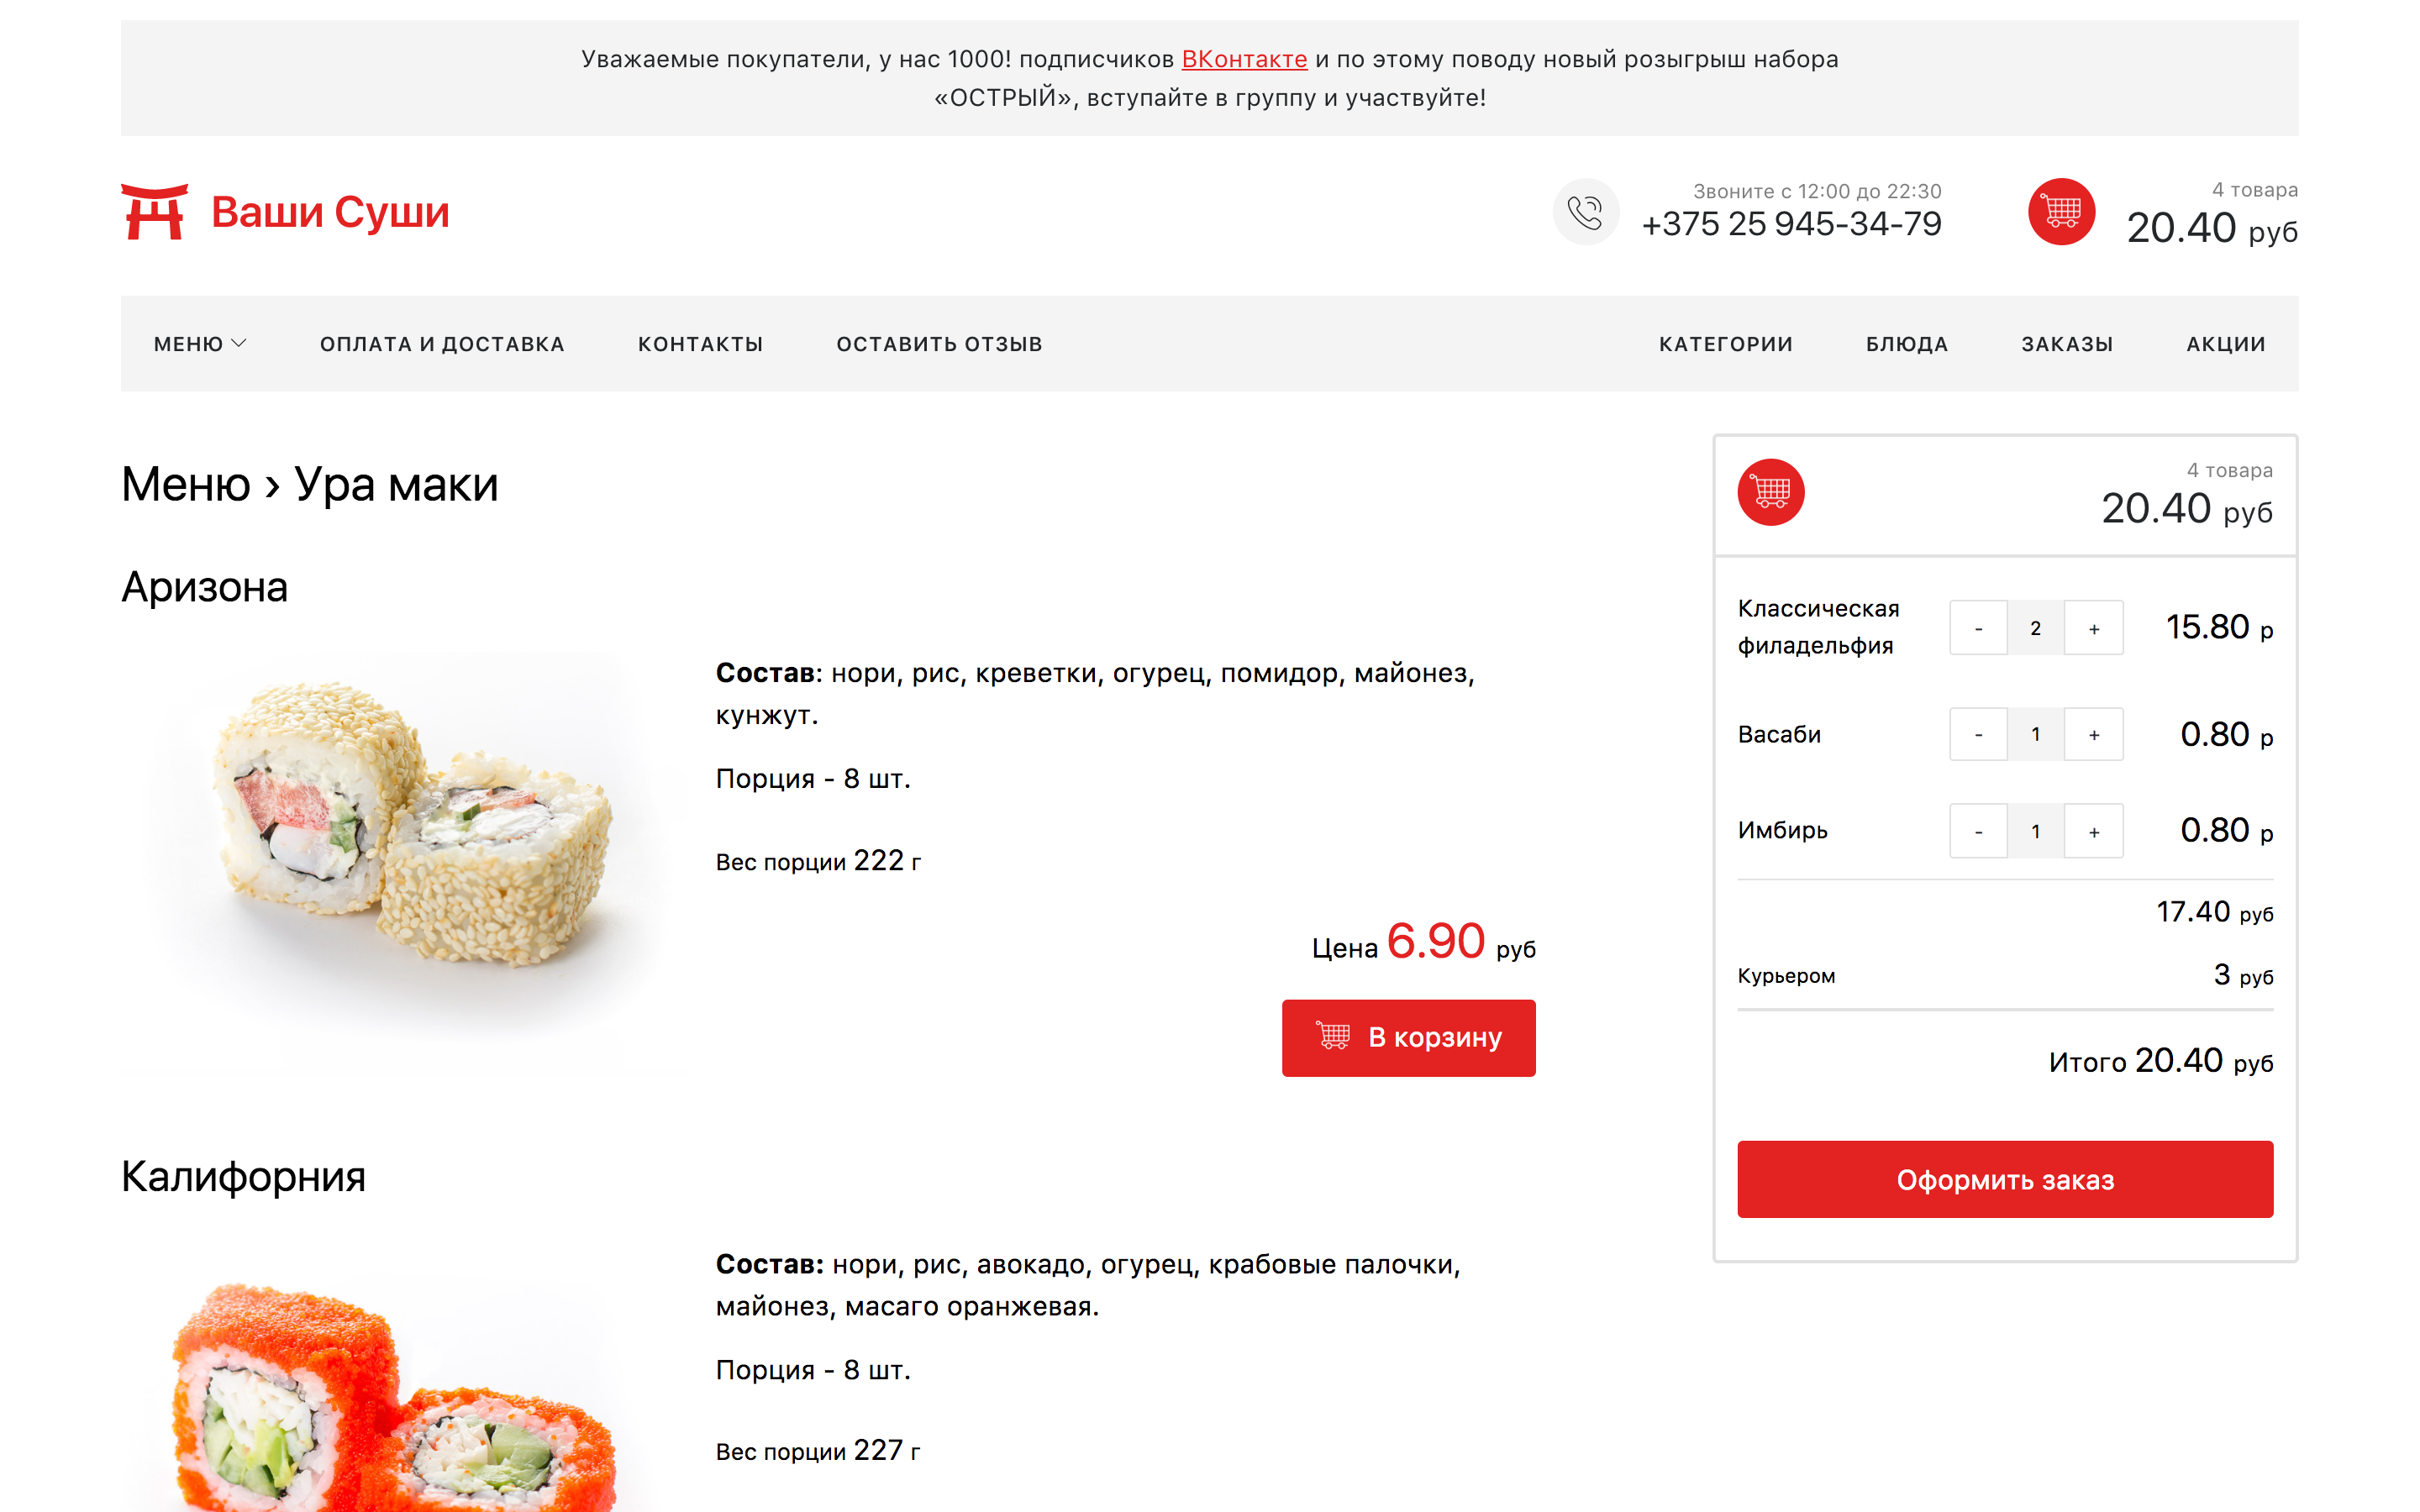 Уважаемые покупатели, у нас 1000! подписчиков ВКонтакте и по этому поводу новый розыгрыш набора
«ОСТРЫЙ», вступайте в группу и участвуйте!
Ваши Суши
Звоните с 12:00 до 22:30
+375 25 945-34-79
4 товара
20.40 руб
МЕНЮ
ОПЛАТА И ДОСТАВКА
КОНТАКТЫ
ОСТАВИТЬ ОТЗЫВ
КАТЕГОРИИ
БЛЮДА
ЗАКАЗЫ
АКЦИИ
Меню › Ура маки
Аризона
Состав: нори, рис, креветки, огурец, помидор, майонез,
кунжут.
Порция - 8 шт.
Вес порции 222 г
Цена 6.90 руб
В корзину
Калифорния
Состав: нори, рис, авокадо, огурец, крабовые палочки,
майонез, масаго оранжевая.
Порция - 8 шт.
Вес порции 227 г
4 товара
20.40 руб
Классическая
филадельфия
- 2 +
15.80 р
Васаби
- 1 +
0.80 р
Имбирь
- 1 +
0.80 р
17.40 руб
Курьером
3 руб
Итого 20.40 руб
Оформить заказ